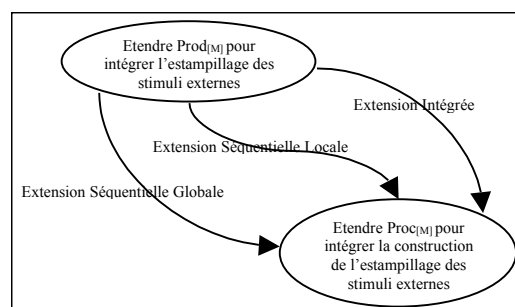 Etendre Prod[M] pour
intégrer l'estampillage des
stimuli externes
Extension Intégrée
Extension Séquentielle Locale
Extension Séquentielle Globale
Etendre Proc[M] pour
intégrer la construction
de l'estampillage des
stimuli externes